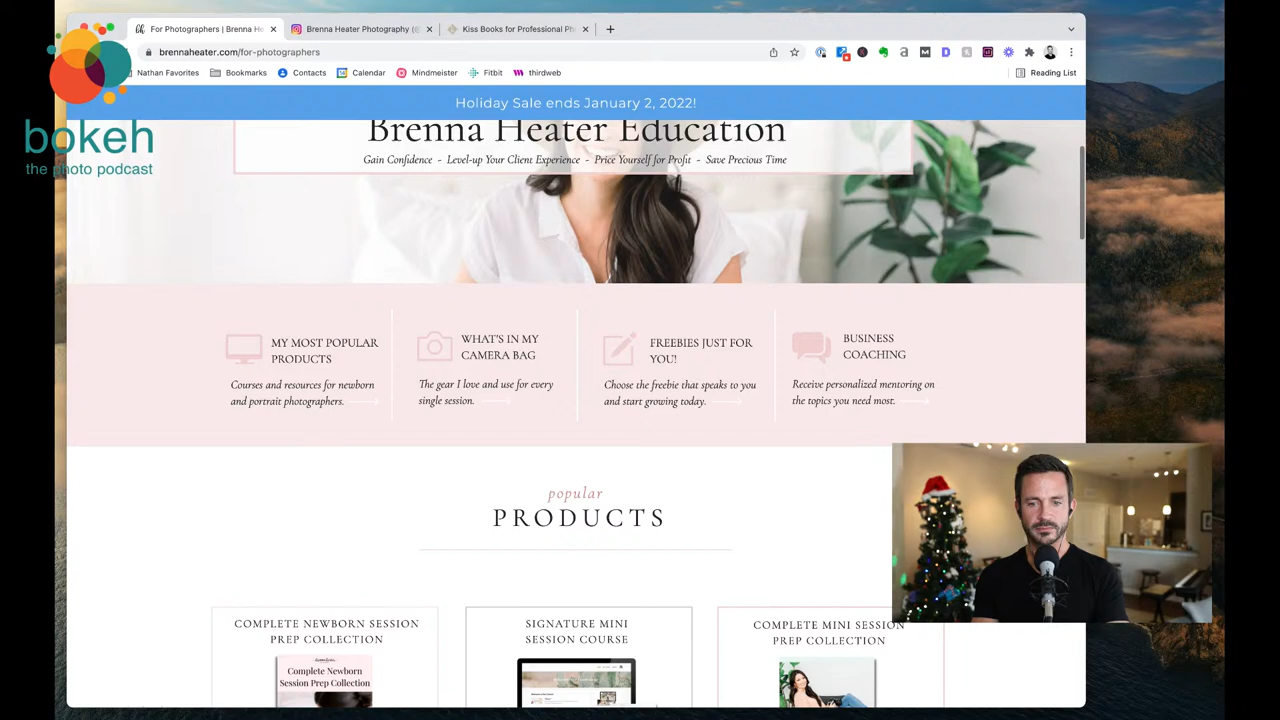 For Photographers | Brenna He
Brenna Heater Photography (@
Kiss Books for Professional Ph
brennaheater.com/for-photographers
Nathan Favorites
Bookmarks
Contacts
Calendar
Mindmeister
Fitbit
thirdweb
Reading List
bokeh
the photo podcast
Holiday Sale ends January 2, 2022!
Brenna Heater Education
Gain Confidence - Level-up Your Client Experience - Price Yourself for Profit - Save Precious Time
MY MOST POPULAR
PRODUCTS
Courses and resources for newborn
and portrait photographers.
WHAT'S IN MY
CAMERA BAG
The gear I love and use for every
single session.
FREEBIES JUST FOR
YOU!
Choose the freebie that speaks to you
and start growing today.
BUSINESS
COACHING
Receive personalized mentoring on
the topics you need most.
popular
PRODUCTS
COMPLETE NEWBORN SESSION
PREP COLLECTION
Complete Newborn
Session Prep Collection
SIGNATURE MINI
SESSION COURSE
COMPLETE MINI SESSION
PREP COLLECTION